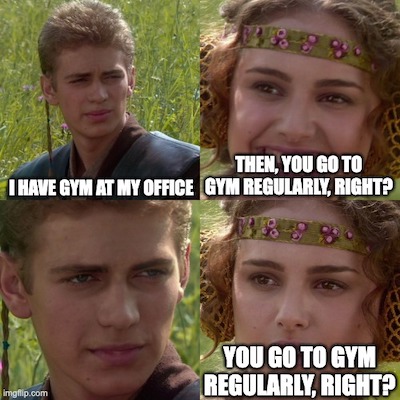 I HAVE GYM AT MY OFFICE
THEN, YOU GO TO
GYM REGULARLY, RIGHT?
YOU GO TO GYM
REGULARLY, RIGHT?
imgflip.com